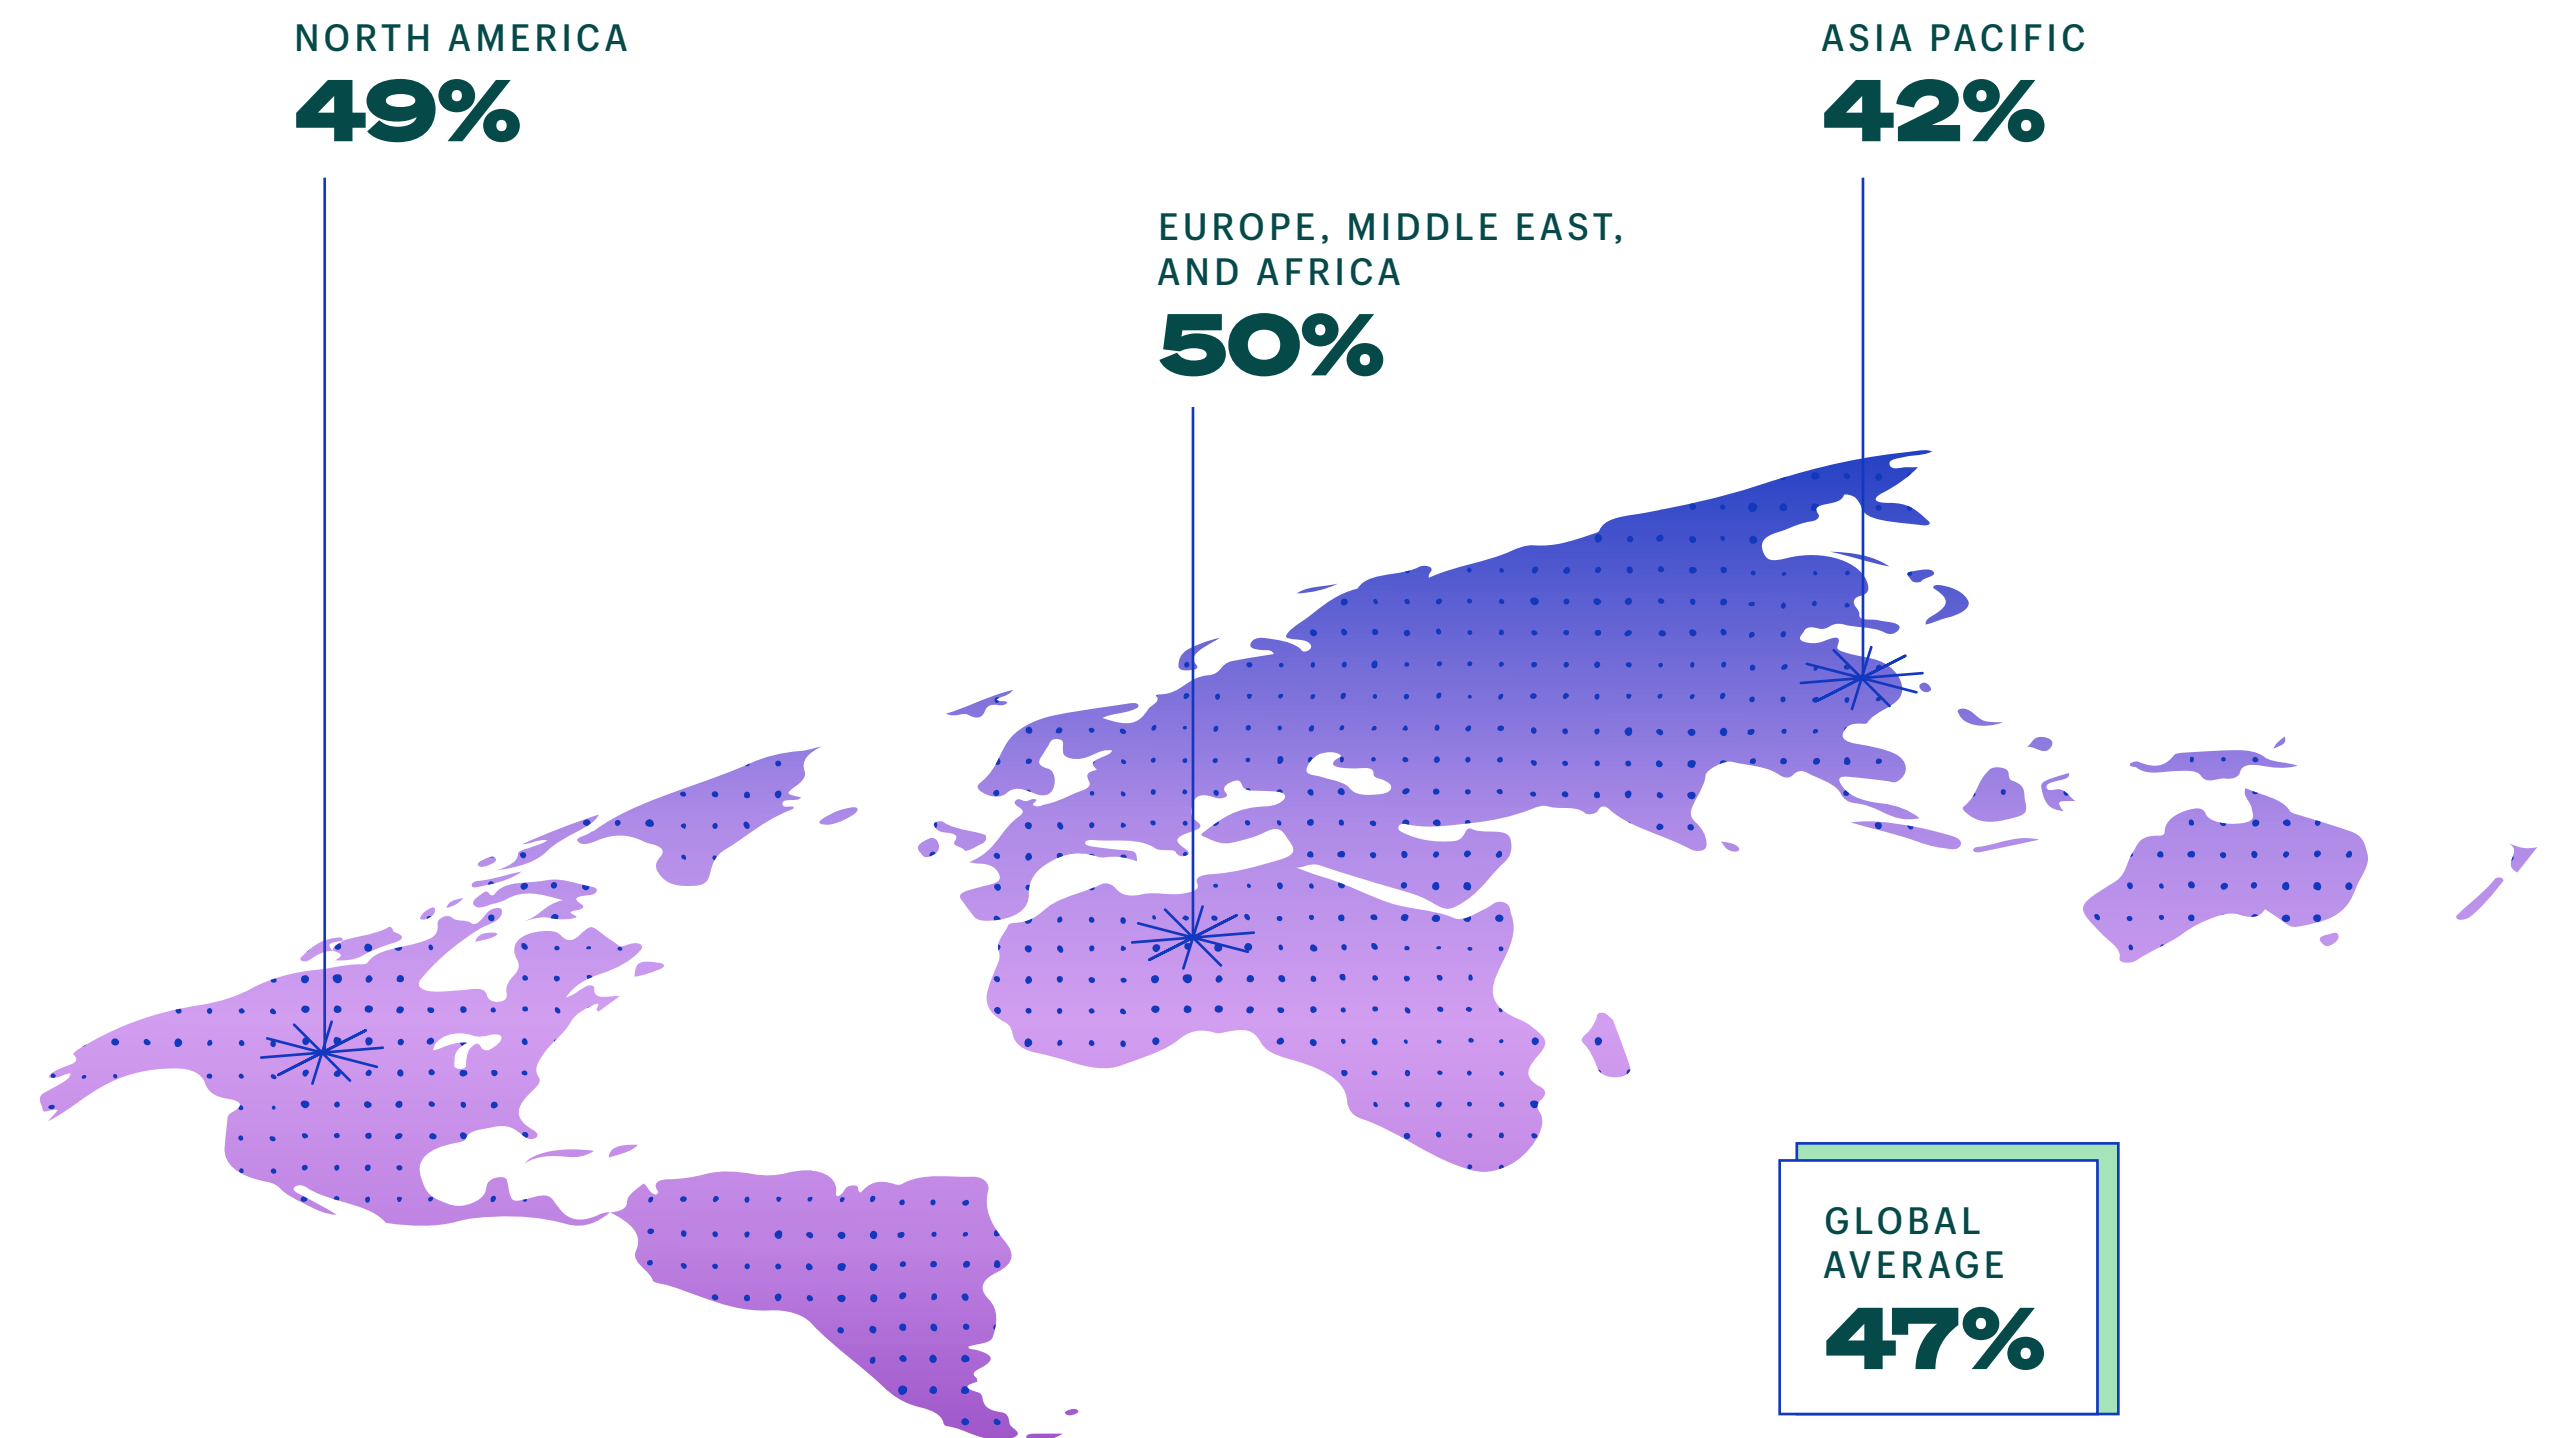 NORTH AMERICA
49%
ASIA PACIFIC
42%
EUROPE, MIDDLE EAST,
AND AFRICA
50%
GLOBAL
AVERAGE
47%